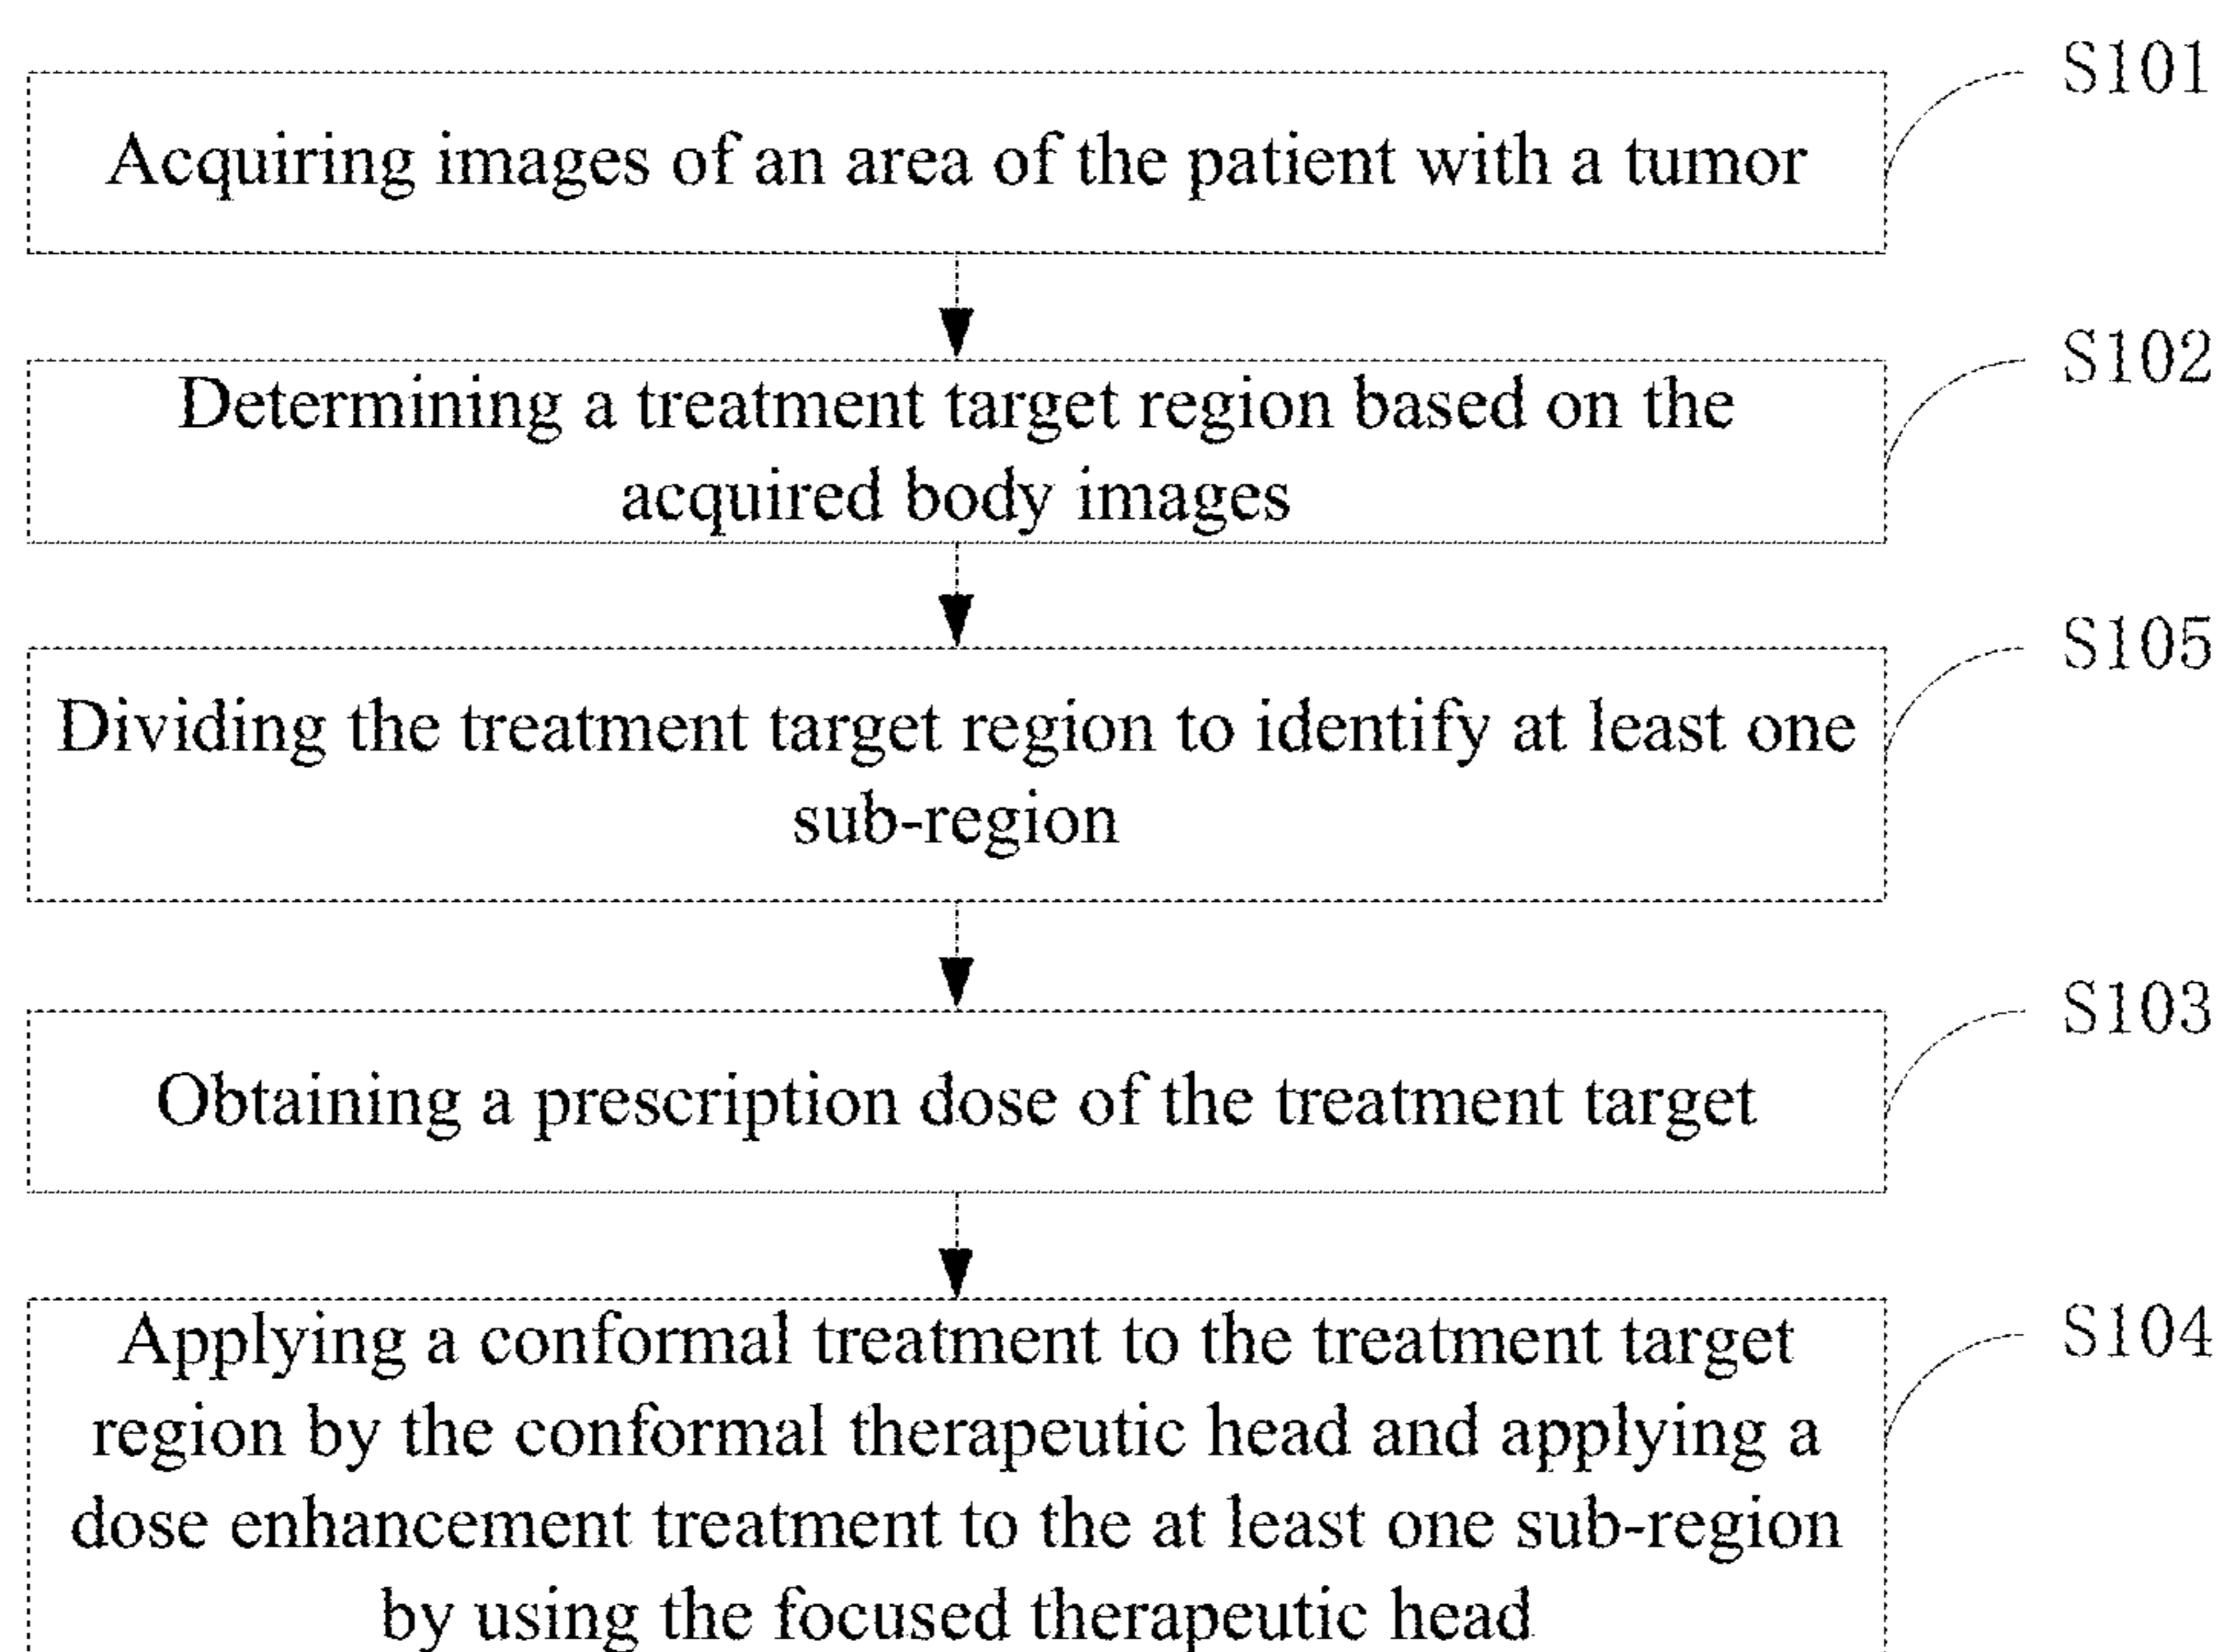 S101
Acquiring images of an area of the patient with a tumor
S102
Determining a treatment target region based on the
acquired body images
S105
Dividing the treatment target region to identify at least one
sub-region
S103
Obtaining a prescription dose of the treatment target
S104
Applying a conformal treatment to the treatment target
region by the conformal therapeutic head and applying a
dose enhancement treatment to the at least one sub-region
by using the focused therapeutic head